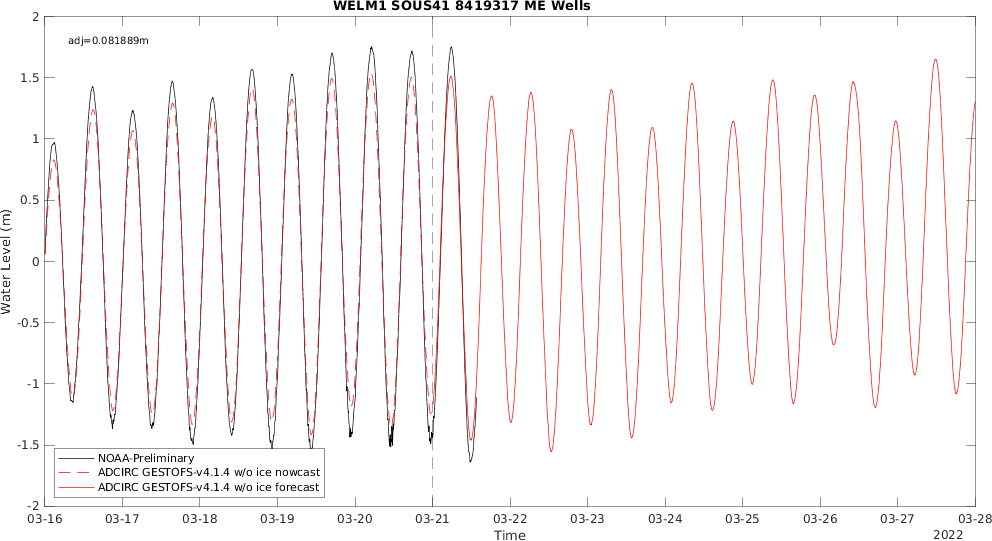 WELM1 SOUS41 8419317 ME Wells
adj=0.081889m
2
1.5
1
0.5
0
-0.5
-1
-1.5
-2
Water Level (m)
NOAA-Preliminary
ADCIRC GESTOFS-v4.1.4 w/o ice nowcast
ADCIRC GESTOFS-v4.1.4 w/o ice forecast
03-16 03-17 03-18 03-19 03-20 03-21 03-22 03-23 03-24 03-25 03-26 03-27 03-28
Time
2022